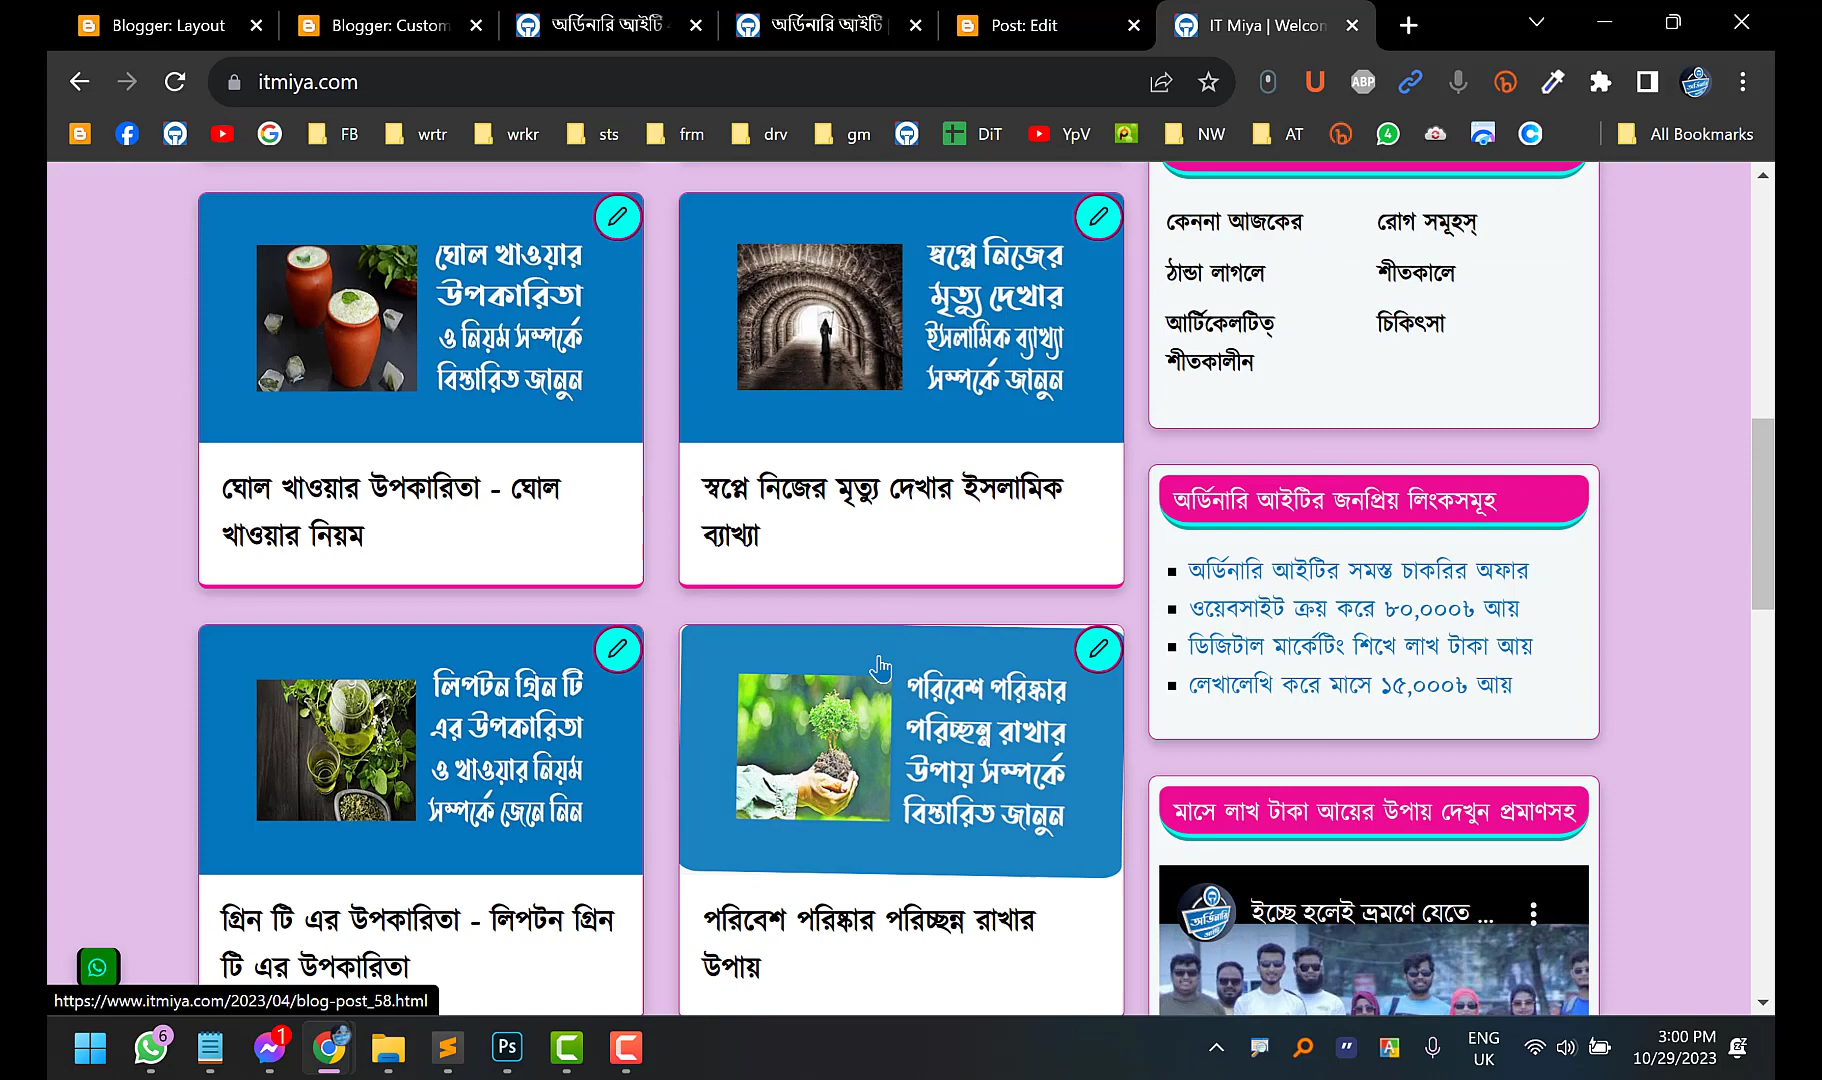 Blogger: Layout
Blogger: Custom
অর্ডিনারি আইটি
অর্ডিনারি আইটি
Post: Edit
IT Miya | Welcon
itmiya.com
ABP
FB
wrtr
wrkr
sts
frm
drv
gm
DiT
YpV
NW
AT
4
All Bookmarks
ঘোল খাওয়ার
উপকারিতা
ও নিয়ম সম্পর্কে
বিস্তারিত জানুন
ঘোল খাওয়ার উপকারিতা - ঘোল
খাওয়ার নিয়ম
স্বপ্নে নিজের
মৃত্যু দেখার
ইসলামিক ব্যাখ্যা
সম্পর্কে জানুন
স্বপ্নে নিজের মৃত্যু দেখার ইসলামিক
ব্যাখ্যা
লিপটন গ্রিন টি
এর উপকারিতা
ও খাওয়ার নিয়ম
সম্পর্কে জেনে নিন
গ্রিন টি এর উপকারিতা - লিপটন গ্রিন
টি এর উপকারিতা
পরিবেশ পরিষ্কার
পরিচ্ছন্ন রাখার
উপায় সম্পর্কে
বিস্তারিত জানুন
পরিবেশ পরিষ্কার পরিচ্ছন্ন রাখার
উপায়
কেননা আজকের
রোগ সমূহস্
ঠান্ডা লাগলে
শীতকালে
আর্টিকেলটিত্
চিকিৎসা
শীতকালীন
অর্ডিনারি আইটির জনপ্রিয় লিংকসমূহ
অর্ডিনারি আইটির সমস্ত চাকরির অফার
ওয়েবসাইট ক্রয় করে ৮০,০০০৳ আয়
ডিজিটাল মার্কেটিং শিখে লাখ টাকা আয়
লেখালেখি করে মাসে ১৫,০০০৳ আয়
মাসে লাখ টাকা আয়ের উপায় দেখুন প্রমাণসহ
অর্ডিনারি
ইচ্ছে হলেই ভ্রমণে যেতে ...
https://www.itmiya.com/2023/04/blog-post_58.html
6
1
Ps
ENG
UK
3:00 PM
10/29/2023